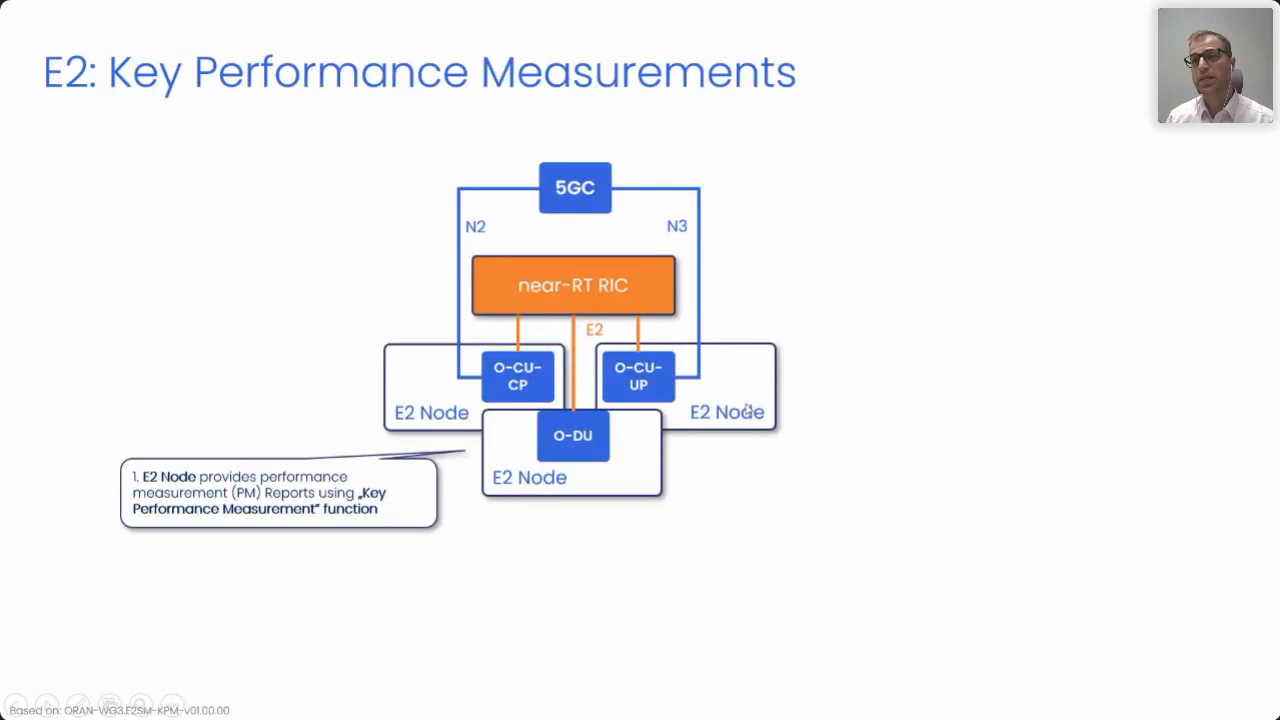 E2: Key Performance Measurements
5GC
N2
N3
near-RT RIC
E2
O-CU-
CP
O-CU-
UP
E2 Node
E2 Node
O-DU
E2 Node
1. E2 Node provides performance
measurement (PM) Reports using „Key
Performance Measurement” function
Based on: ORAN-WG3.E2SM-KPM-v01.00.00